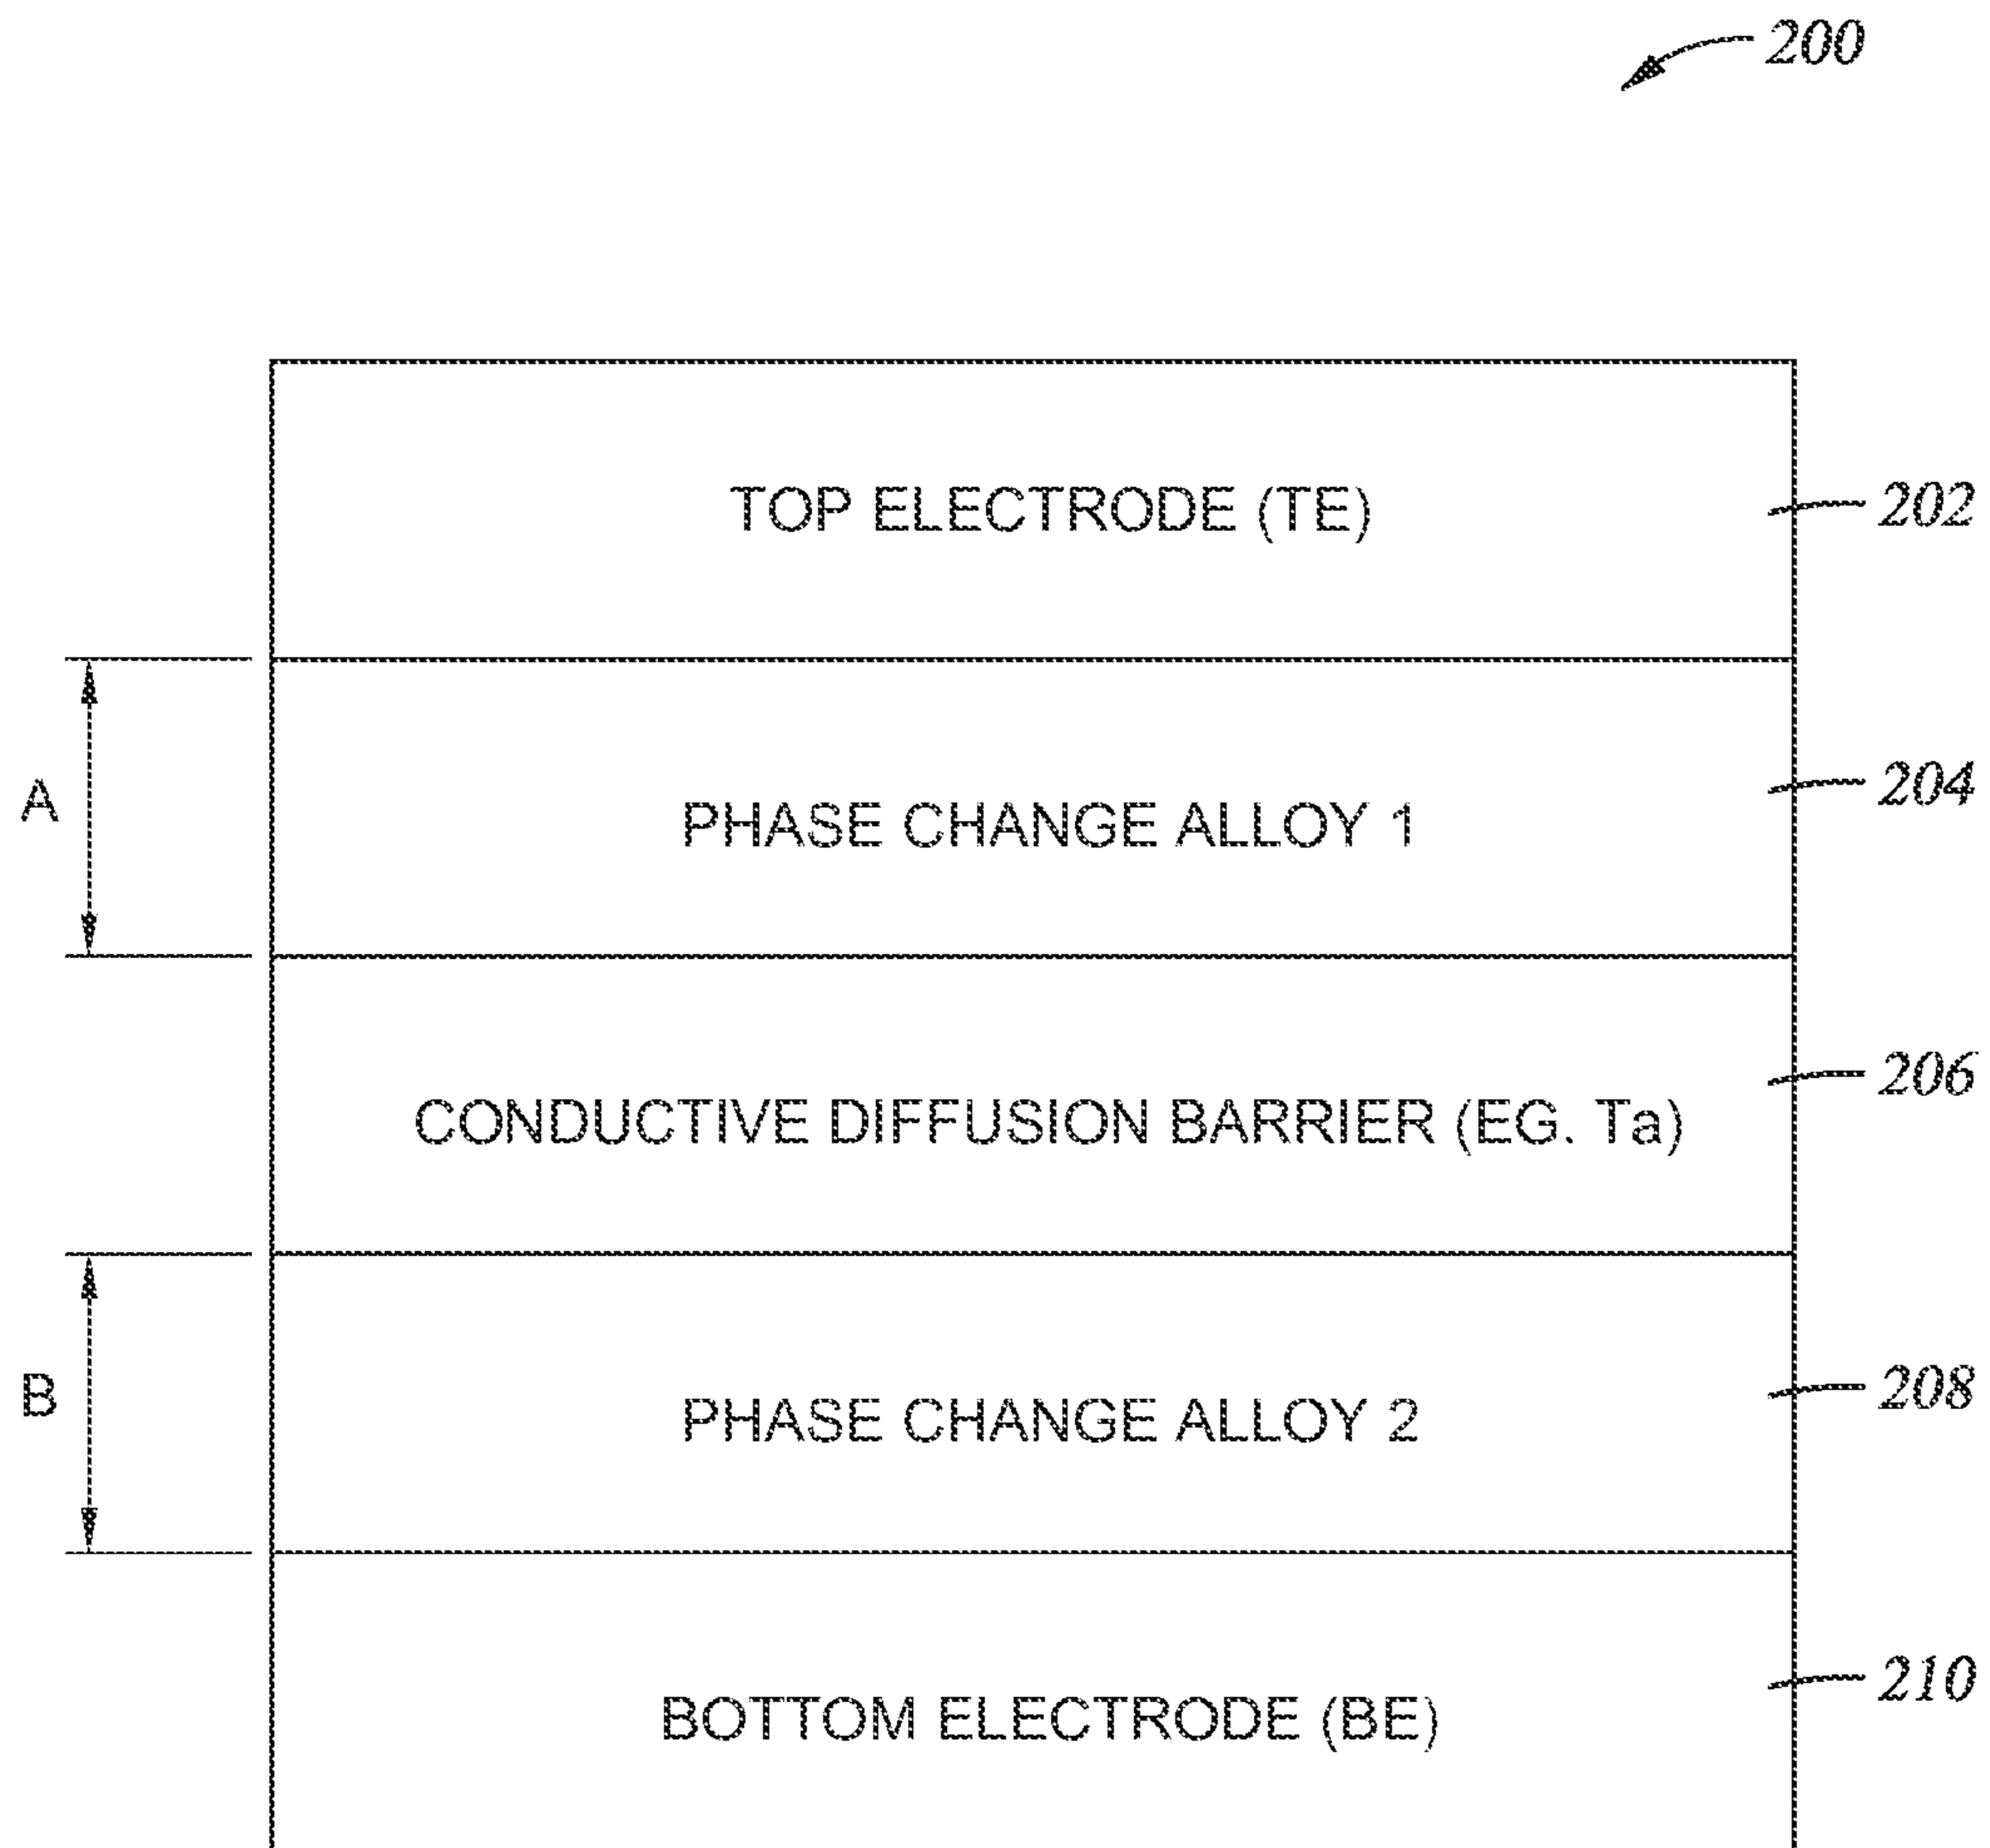 200
TOP ELECTRODE (TE)
202
A
PHASE CHANGE ALLOY 1
204
CONDUCTIVE DIFFUSION BARRIER (EG. Ta)
206
B
PHASE CHANGE ALLOY 2
208
BOTTOM ELECTRODE (BE)
210